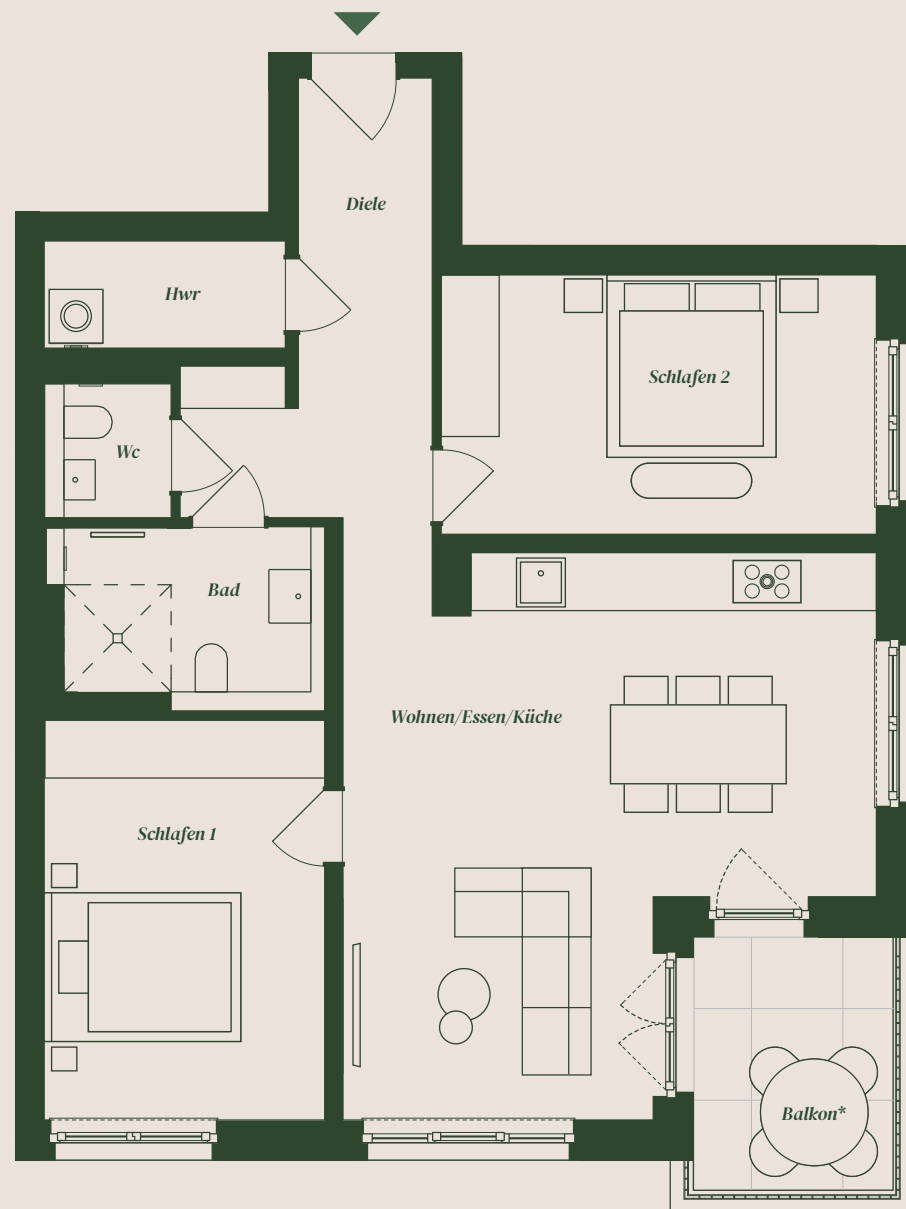 Diele
Hwr
Schlafen 2
Wc
Bad
Wohnen/Essen/Küche
Schlafen 1
Balkon*